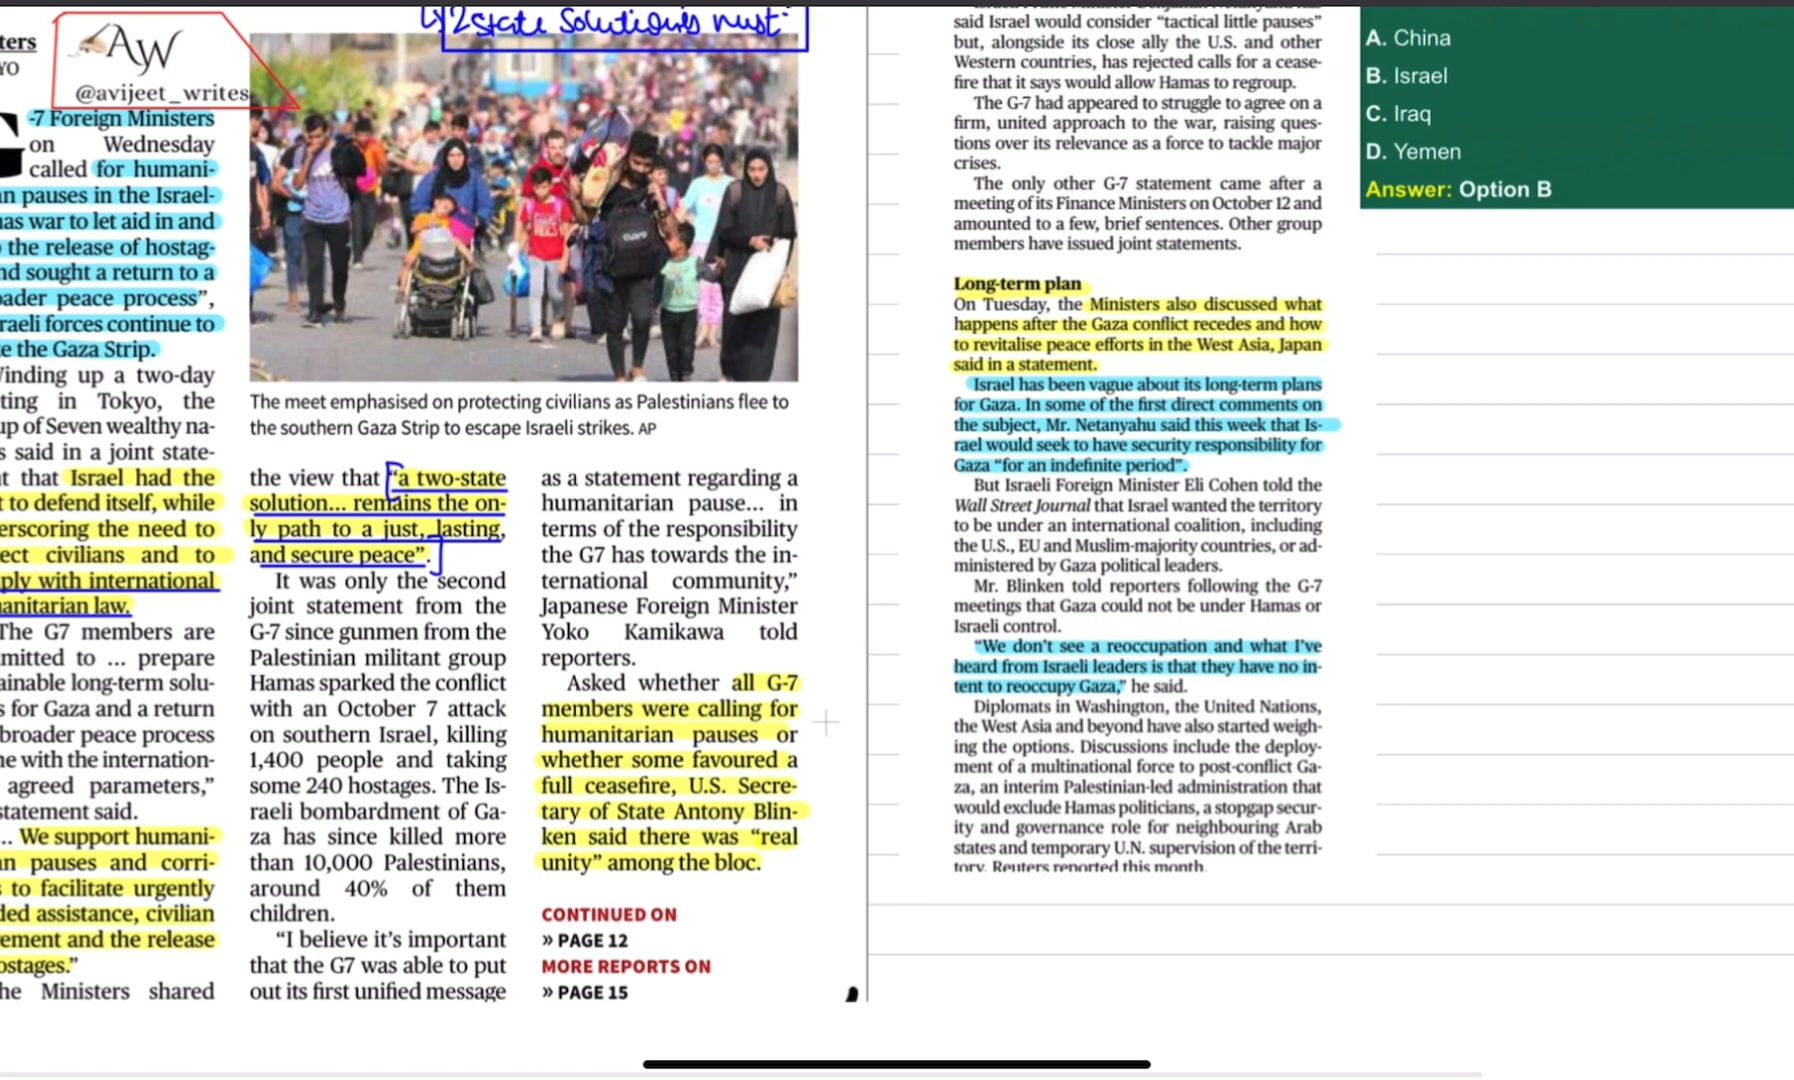 2 state solutions must
ters
YO
AW
@avijeet_writes
G
-7 Foreign Ministers
on Wednesday
called for humani-
an pauses in the Israel-
as war to let aid in and
the release of hostag-
nd sought a return to a
oader peace process”,
raeli forces continue to
e the Gaza Strip.
Winding up a two-day
ting in Tokyo, the
up of Seven wealthy na-
s said in a joint state-
t that Israel had the
t to defend itself, while
erscoring the need to
ect civilians and to
ply with international
anitarian law.
The G7 members are
mitted to ... prepare
ainable long-term solu-
s for Gaza and a return
broader peace process
ne with the internation-
agreed parameters,”
statement said.
... We support humani-
an pauses and corri-
s to facilitate urgently
ded assistance, civilian
ement and the release
ostages.”
he Ministers shared
The meet emphasised on protecting civilians as Palestinians flee to
the southern Gaza Strip to escape Israeli strikes. AP
the view that “a two-state
solution... remains the on-
ly path to a just, lasting,
and secure peace”.
It was only the second
joint statement from the
G-7 since gunmen from the
Palestinian militant group
Hamas sparked the conflict
with an October 7 attack
on southern Israel, killing
1,400 people and taking
some 240 hostages. The Is-
raeli bombardment of Ga-
za has since killed more
than 10,000 Palestinians,
around 40% of them
children.
“I believe it’s important
that the G7 was able to put
out its first unified message
as a statement regarding a
humanitarian pause... in
terms of the responsibility
the G7 has towards the in-
ternational community,”
Japanese Foreign Minister
Yoko Kamikawa told
reporters.
Asked whether all G-7
members were calling for
humanitarian pauses or
whether some favoured a
full ceasefire, U.S. Secre-
tary of State Antony Blin-
ken said there was “real
unity” among the bloc.
CONTINUED ON
» PAGE 12
MORE REPORTS ON
» PAGE 15
said Israel would consider “tactical little pauses”
but, alongside its close ally the U.S. and other
Western countries, has rejected calls for a cease-
fire that it says would allow Hamas to regroup.
The G-7 had appeared to struggle to agree on a
firm, united approach to the war, raising ques-
tions over its relevance as a force to tackle major
crises.
The only other G-7 statement came after a
meeting of its Finance Ministers on October 12 and
amounted to a few, brief sentences. Other group
members have issued joint statements.
Long-term plan
On Tuesday, the Ministers also discussed what
happens after the Gaza conflict recedes and how
to revitalise peace efforts in the West Asia, Japan
said in a statement.
Israel has been vague about its long-term plans
for Gaza. In some of the first direct comments on
the subject, Mr. Netanyahu said this week that Is-
rael would seek to have security responsibility for
Gaza “for an indefinite period”.
But Israeli Foreign Minister Eli Cohen told the
Wall Street Journal that Israel wanted the territory
to be under an international coalition, including
the U.S., EU and Muslim-majority countries, or ad-
ministered by Gaza political leaders.
Mr. Blinken told reporters following the G-7
meetings that Gaza could not be under Hamas or
Israeli control.
“We don’t see a reoccupation and what I’ve
heard from Israeli leaders is that they have no in-
tent to reoccupy Gaza,” he said.
Diplomats in Washington, the United Nations,
the West Asia and beyond have also started weigh-
ing the options. Discussions include the deploy-
ment of a multinational force to post-conflict Ga-
za, an interim Palestinian-led administration that
would exclude Hamas politicians, a stopgap secur-
ity and governance role for neighbouring Arab
states and temporary U.N. supervision of the terri-
tory. Reuters reported this month.
A. China
B. Israel
C. Iraq
D. Yemen
Answer: Option B